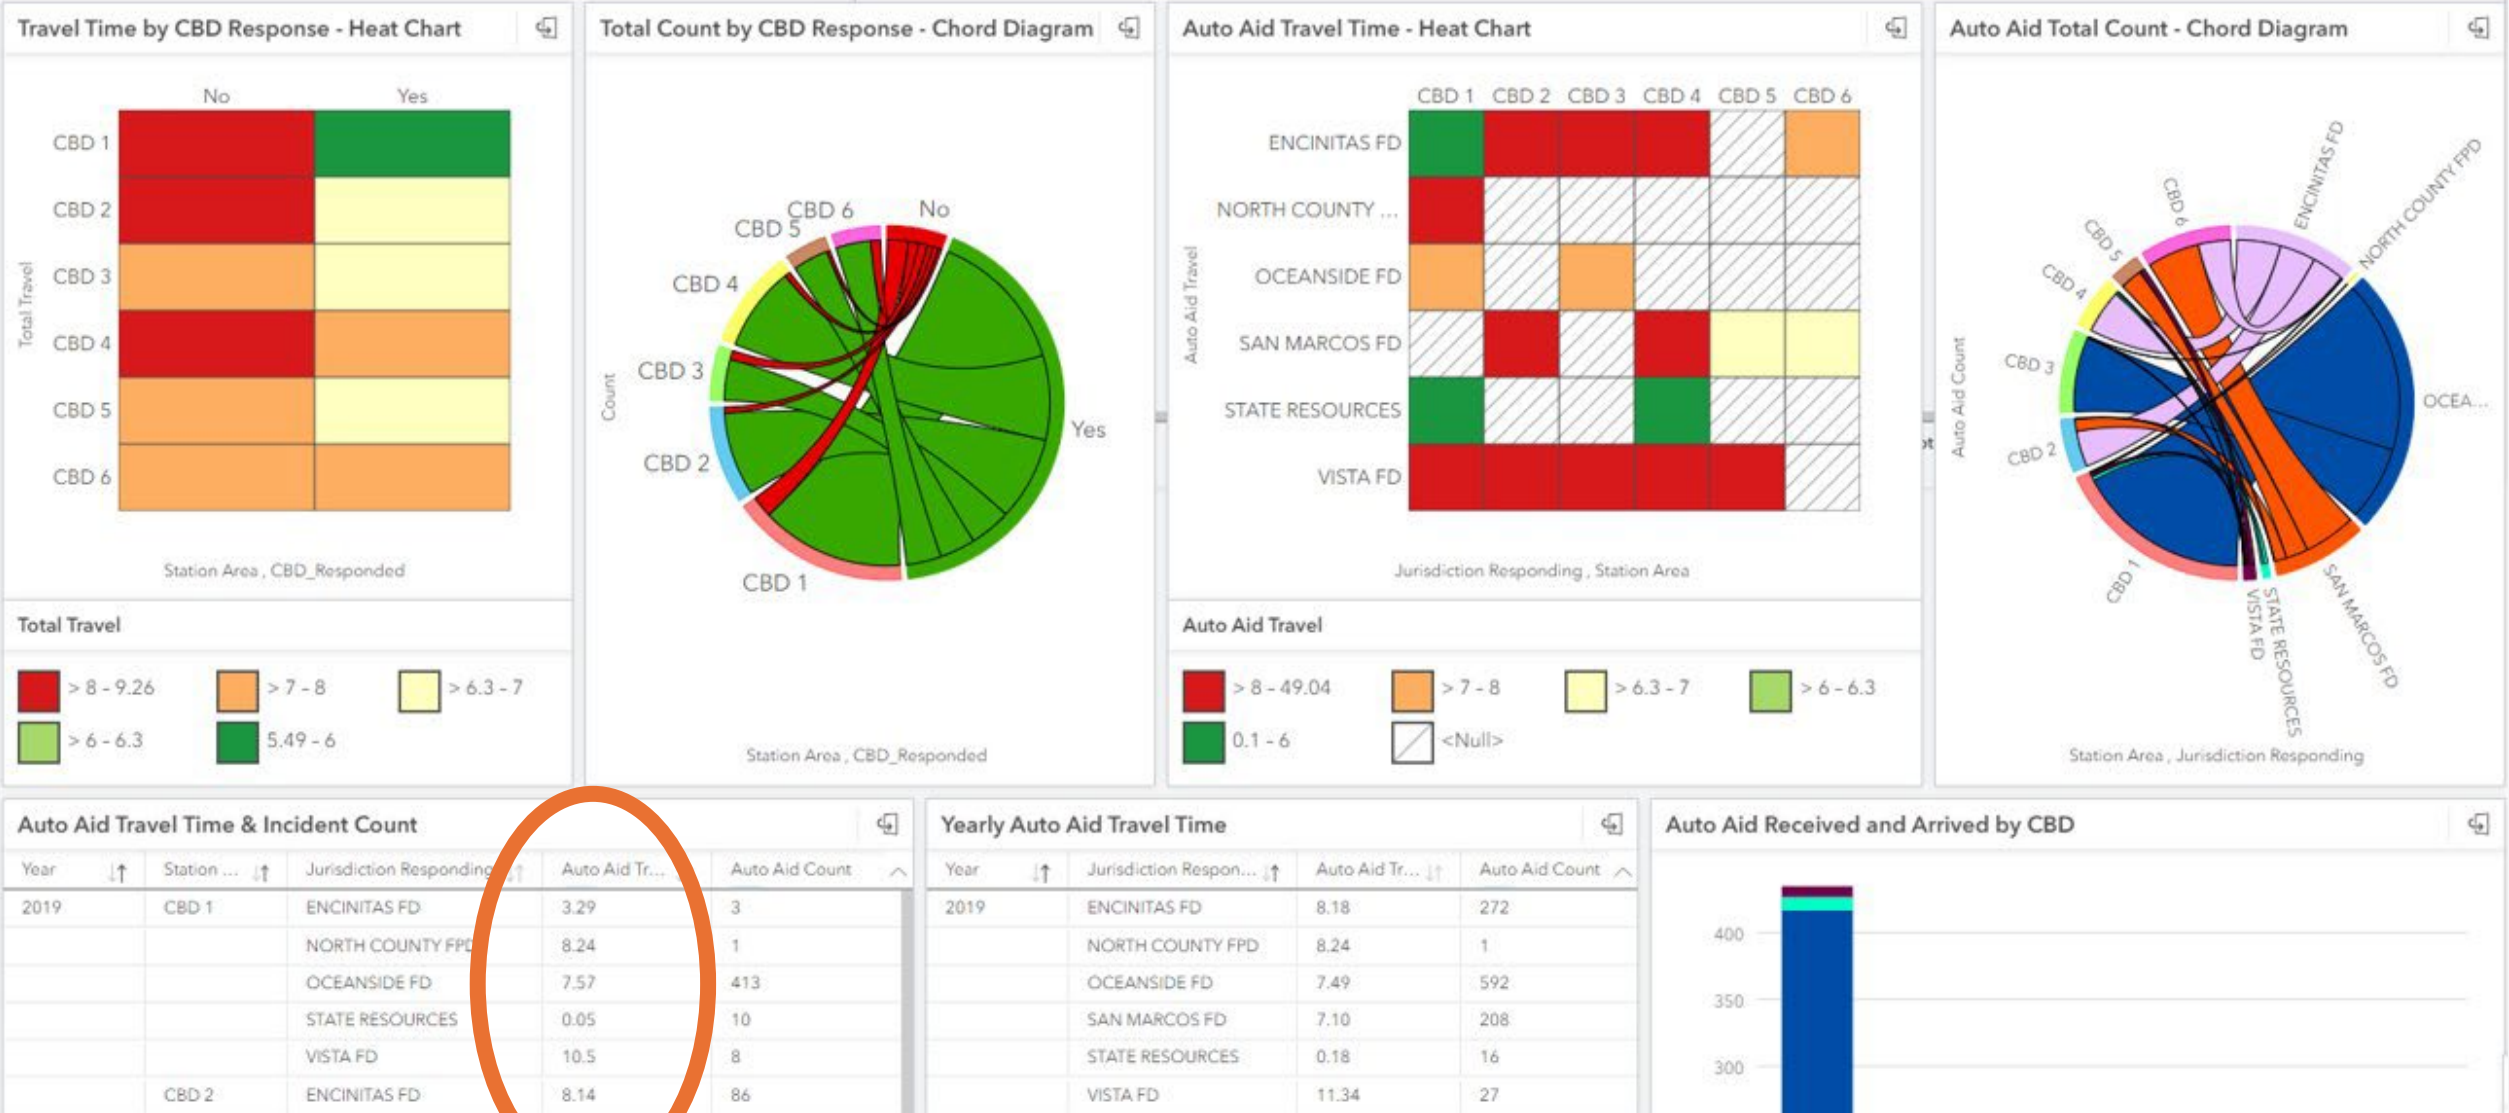 Travel Time by CBD Response - Heat Chart
No Yes
CBD 1
CBD 2
CBD 3
CBD 4
CBD 5
CBD 6
Total Travel
Station Area , CBD_Responded
Total Travel
> 8 - 9.26 > 7 - 8 > 6.3 - 7
> 6 - 6.3 5.49 - 6
Total Count by CBD Response - Chord Diagram
CBD 6 No
CBD 5
CBD 4
CBD 3
Count
Yes
CBD 2
CBD 1
Station Area , CBD_Responded
Auto Aid Travel Time - Heat Chart
CBD 1 CBD 2 CBD 3 CBD 4 CBD 5 CBD 6
ENCINITAS FD
NORTH COUNTY ...
OCEANSIDE FD
SAN MARCOS FD
STATE RESOURCES
VISTA FD
Auto Aid Travel
Jurisdiction Responding , Station Area
Auto Aid Travel
> 8 - 49.04 > 7 - 8 > 6.3 - 7 > 6 - 6.3
0.1 - 6 <Null>
Auto Aid Total Count - Chord Diagram
ENCINITAS FD
NORTH COUNTY FPD
CBD 6
CBD 5
CBD 4
CBD 3
OCEA...
Auto Aid Count
CBD 2
CBD 1
VISTA FD
STATE RESOURCES
SAN MARCOS FD
Station Area , Jurisdiction Responding
Auto Aid Travel Time & Incident Count
Year Station ... Jurisdiction Responding Auto Aid Tr... Auto Aid Count
2019 CBD 1 ENCINITAS FD 3.29 3
NORTH COUNTY FPD 8.24 1
OCEANSIDE FD 7.57 413
STATE RESOURCES 0.05 10
VISTA FD 10.5 8
CBD 2 ENCINITAS FD 8.14 86
Yearly Auto Aid Travel Time
Year Jurisdiction Respon... Auto Aid Tr... Auto Aid Count
2019 ENCINITAS FD 8.18 272
NORTH COUNTY FPD 8.24 1
OCEANSIDE FD 7.49 592
SAN MARCOS FD 7.10 208
STATE RESOURCES 0.18 16
VISTA FD 11.34 27
Auto Aid Received and Arrived by CBD
400
350
300